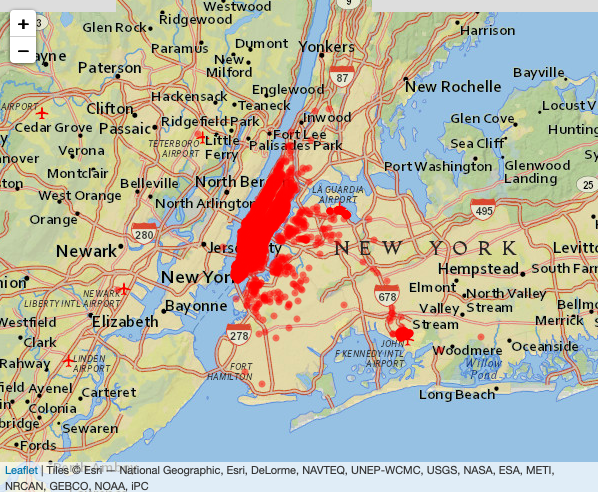 +
−
3
9
Westwood
Ridgewood
Glen Rock
Harrison
Paramus
Dumont
Yonkers
New
Milford
Paterson
87
Bayville
New Rochelle
Englewood
Hackensack
Teaneck
Locust V
AIRPORT
Clifton
Inwood
Glen Cove
Cedar Grove
Passaic
Ridgefield Park
Fort Lee
Hunting
Verona
TETERBORO
AIRPORT
Little
Ferry
Palisades Park
Sea Cliff
Port Washington
Glenwood
Landing
Montclair
Belleville
North Ber
LA GUARDIA
AIRPORT
25
West Orange
North Arlington
495
Orange
280
Newark
Jersey City
NEW YORK
Levitto
Hempstead
South Farm
New York
NEWARK
LIBERTY INTL AIRPORT
Elmont
North Valley
Stream
678
Bayonne
Valley
Stream
Bellmo
Merrick
Westfield
Elizabeth
278
Clark
JOHN
F KENNEDY INTL
AIRPORT
Woodmere
Oceanside
LINDEN
AIRPORT
Rahway
FORT
HAMILTON
Willow
Pond
field
Avenel
Carteret
Long Beach
Colonia
bridge
Sewaren
Fords
Leaflet | Tiles © Esri — National Geographic, Esri, DeLorme, NAVTEQ, UNEP-WCMC, USGS, NASA, ESA, METI,
NRCAN, GEBCO, NOAA, iPC